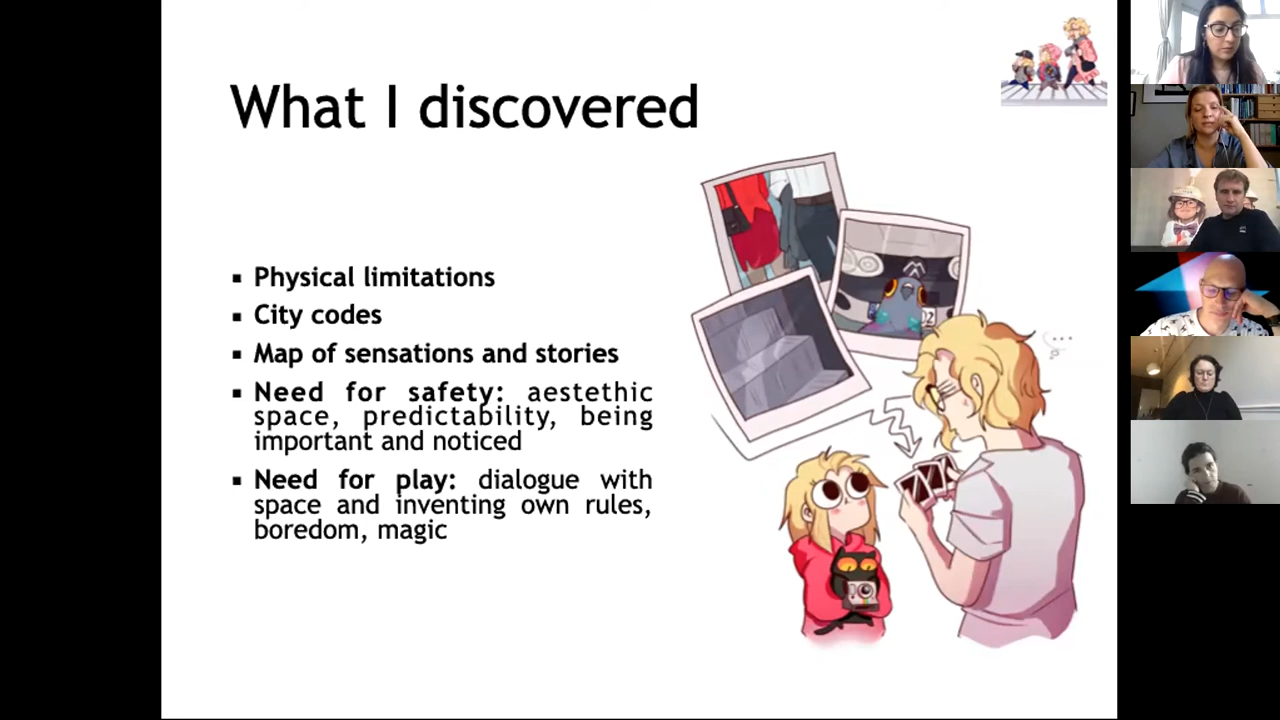 What I discovered
Physical limitations
City codes
Map of sensations and stories
Need for safety: aestethic
space, predictability, being
important and noticed
Need for play: dialogue with
space and inventing own rules,
boredom, magic